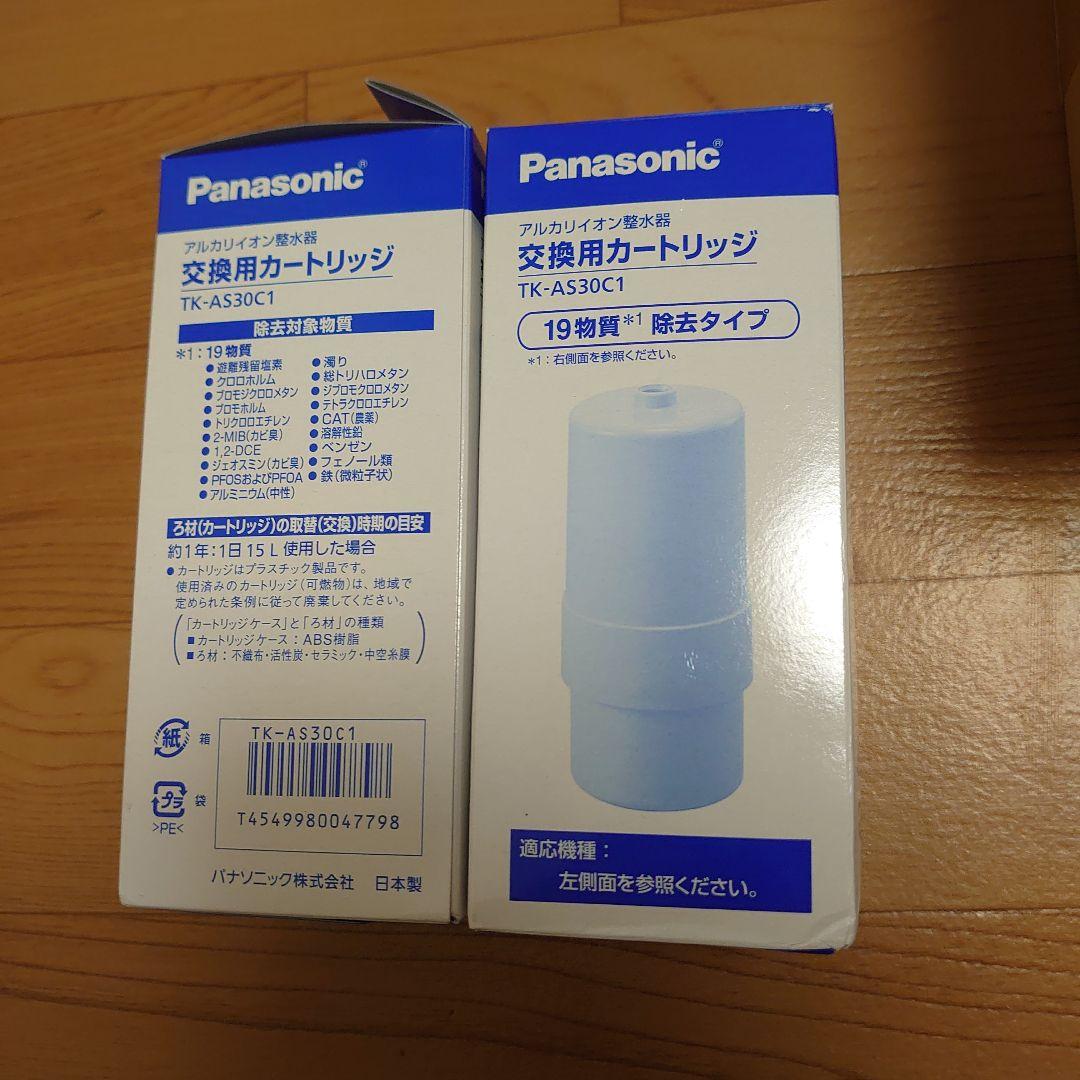 Panasonic®
アルカリイオン整水器
交換用カートリッジ
TK-AS30C1
除去対象物質
*1：19物質
●遊離残留塩素
●クロロホルム
●ブロモジクロロメタン
●ブロモホルム
●トリクロロエチレン
●2-MIB(カビ臭)
●1,2-DCE
●ジェオスミン(カビ臭)
●PFOSおよびPFOA
●アルミニウム(中性)
●濁り
●総トリハロメタン
●ジブロモクロロメタン
●テトラクロロエチレン
●CAT(農薬)
●溶解性鉛
●ベンゼン
●フェノール類
●鉄(微粒子状)
ろ材(カートリッジ)の取替(交換)時期の目安
約1年：1日15L使用した場合
●カートリッジはプラスチック製品です。
使用済みのカートリッジ(可燃物)は、地域で
定められた条例に従って廃棄してください。
「カートリッジケース」と「ろ材」の種類
■カートリッジケース：ABS樹脂
■ろ材：不織布・活性炭・セラミック・中空糸膜
紙 箱
プラ 袋
>PE<
TK-AS30C1
T4549980047798
パナソニック株式会社 日本製
Panasonic®
アルカリイオン整水器
交換用カートリッジ
TK-AS30C1
19物質*1 除去タイプ
*1：右側面を参照ください。
適応機種：
左側面を参照ください。